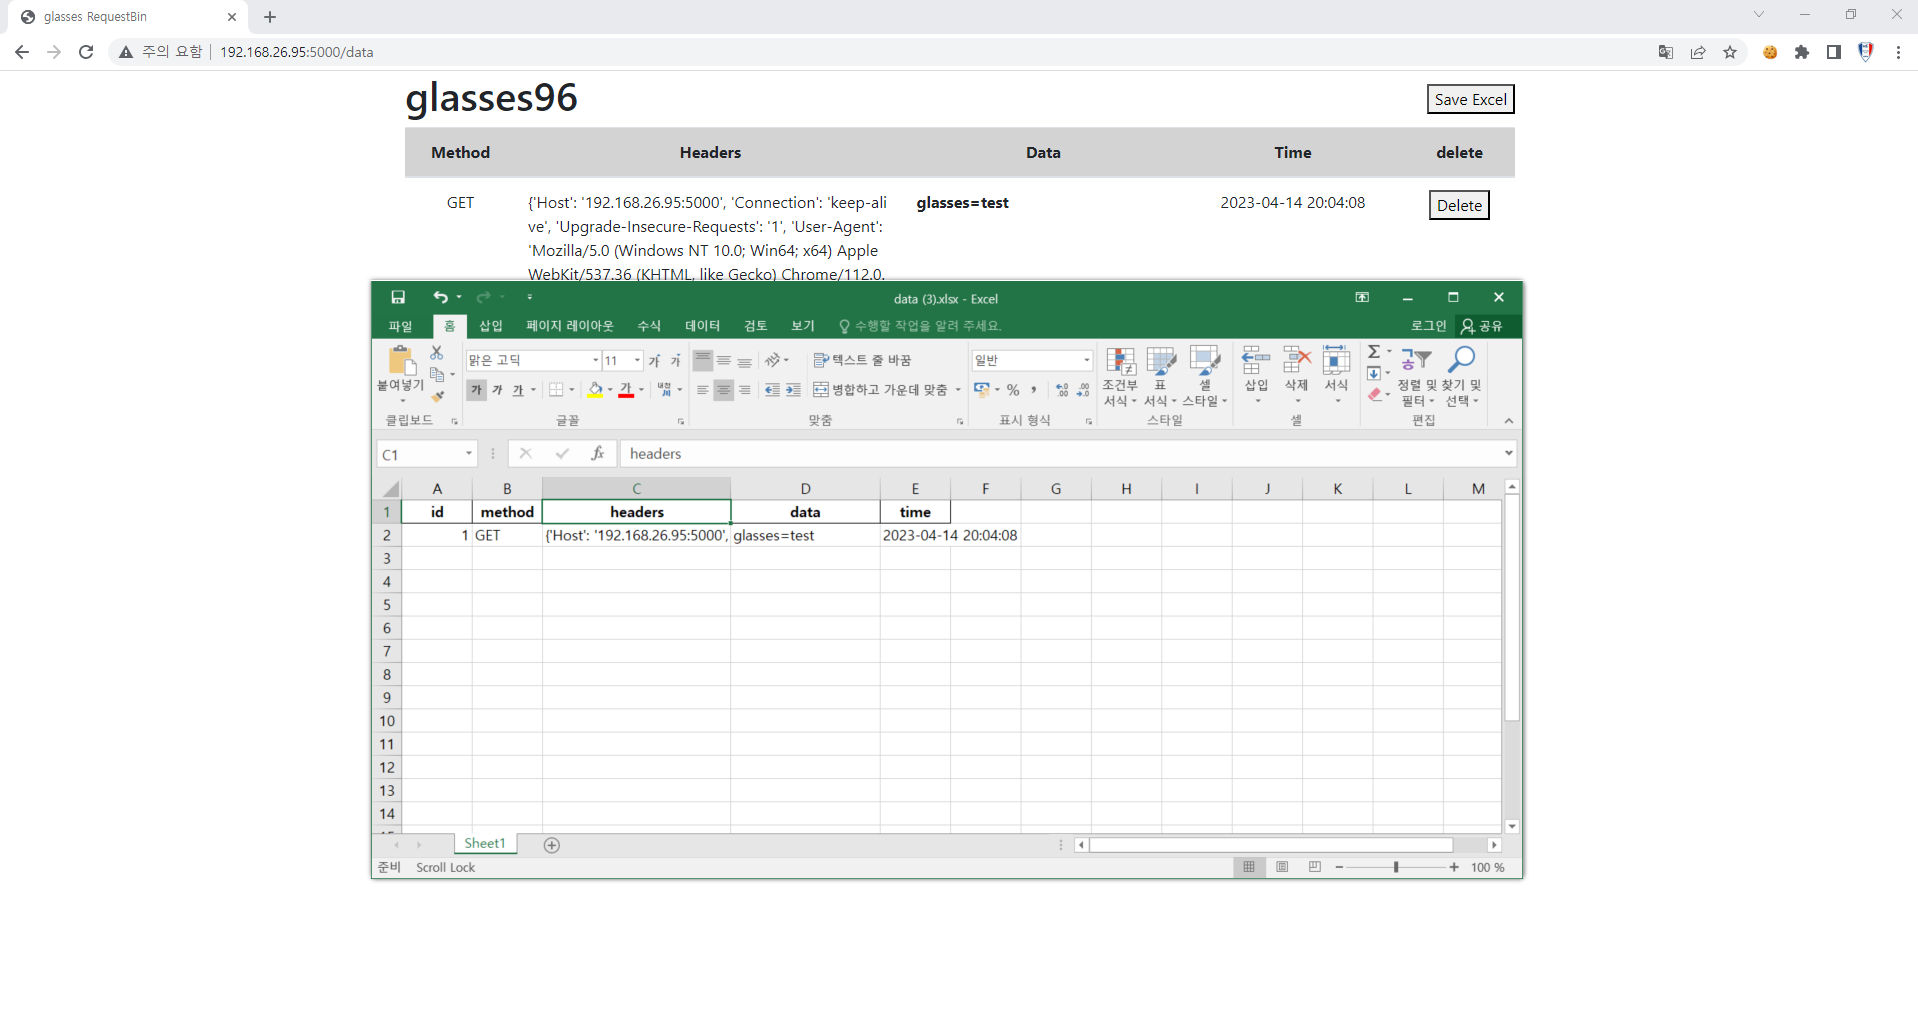 glasses RequestBin
주의 요함 192.168.26.95:5000/data
glasses96
Save Excel
Method Headers Data Time delete
GET {'Host': '192.168.26.95:5000', 'Connection': 'keep-ali glasses=test 2023-04-14 20:04:08 Delete
ve', 'Upgrade-Insecure-Requests': '1', 'User-Agent':
'Mozilla/5.0 (Windows NT 10.0; Win64; x64) Apple
WebKit/537.36 (KHTML, like Gecko) Chrome/112.0.
data (3).xlsx - Excel
파일 홈 삽입 페이지 레이아웃 수식 데이터 검토 보기 수행할 작업을 알려 주세요. 로그인 공유
붙여넣기
맑은 고딕 11 가 가
가 가 가 가 내천
텍스트 줄 바꿈
병합하고 가운데 맞춤
일반
%
조건부 서식
표 서식
셀 스타일
삽입 삭제 서식
정렬 및 필터
찾기 및 선택
클립보드 글꼴 맞춤 표시 형식 스타일 셀 편집
C1 fx headers
A B C D E F G H I J K L M
1 id method headers data time
2 1 GET {'Host': '192.168.26.95:5000', glasses=test 2023-04-14 20:04:08
3
4
5
6
7
8
9
10
11
12
13
14
Sheet1
준비 Scroll Lock 100 %